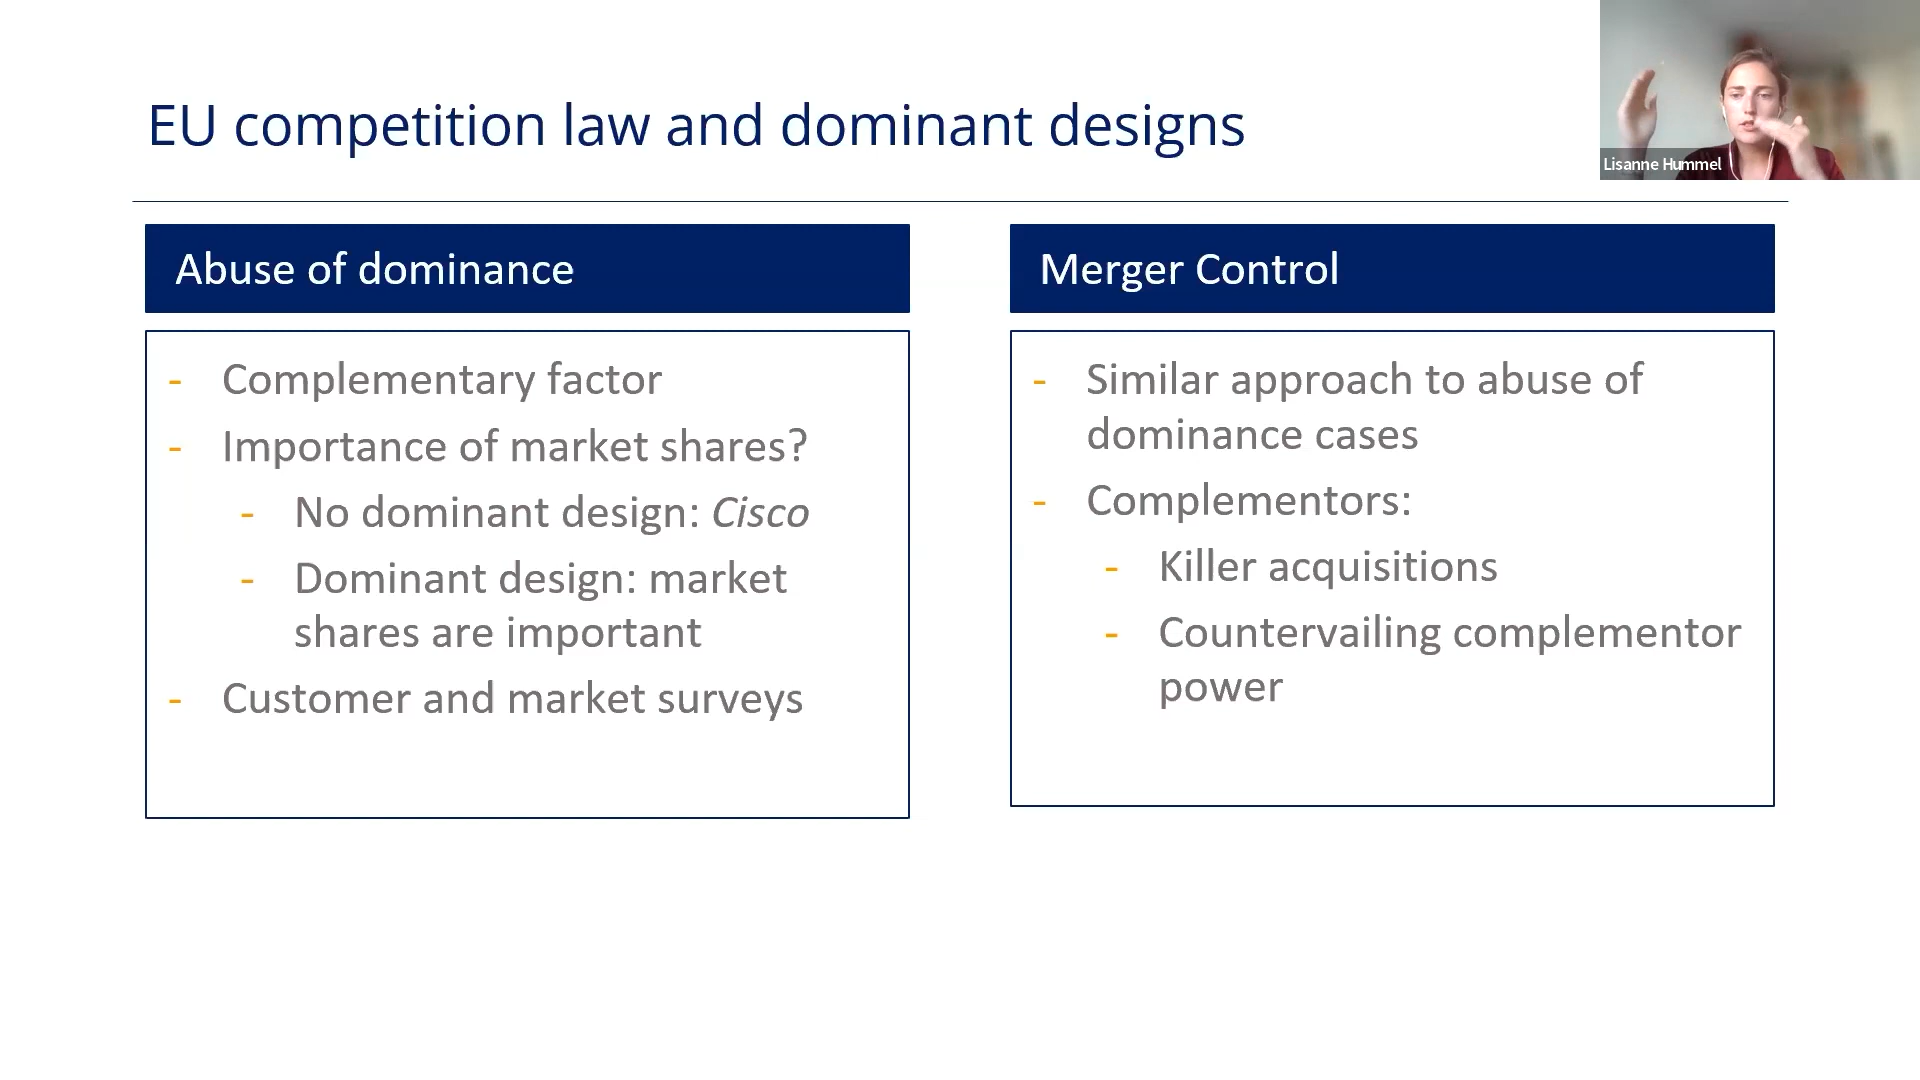 EU competition law and dominant designs
Lisanne Hummel
Abuse of dominance
- Complementary factor
- Importance of market shares?
- No dominant design: Cisco
- Dominant design: market
shares are important
- Customer and market surveys
Merger Control
- Similar approach to abuse of
dominance cases
- Complementors:
- Killer acquisitions
- Countervailing complementor
power